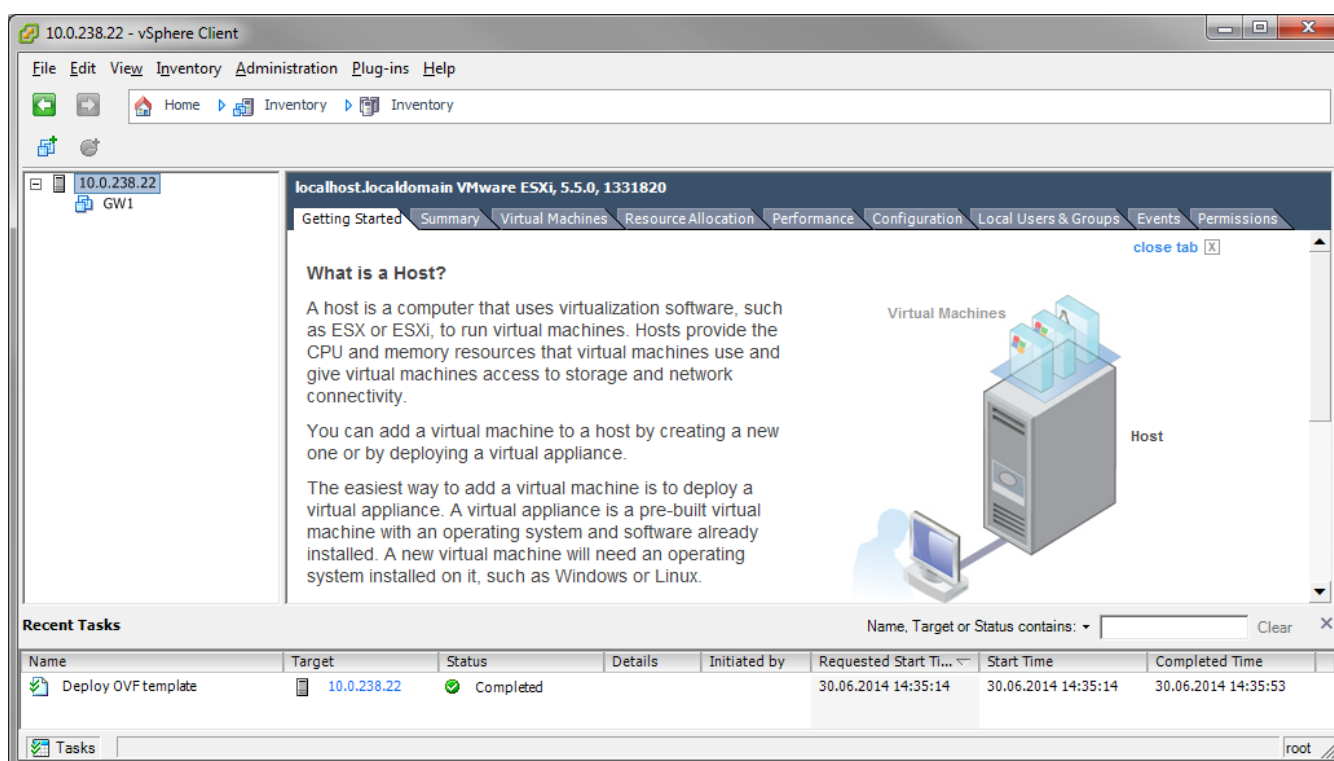 10.0.238.22 - vSphere Client
File Edit View Inventory Administration Plug-ins Help
Home Inventory Inventory
10.0.238.22
GW1
localhost.localdomain VMware ESXi, 5.5.0, 1331820
Getting Started Summary Virtual Machines Resource Allocation Performance Configuration Local Users & Groups Events Permissions
close tab X
What is a Host?
A host is a computer that uses virtualization software, such
as ESX or ESXi, to run virtual machines. Hosts provide the
CPU and memory resources that virtual machines use and
give virtual machines access to storage and network
connectivity.
You can add a virtual machine to a host by creating a new
one or by deploying a virtual appliance.
The easiest way to add a virtual machine is to deploy a
virtual appliance. A virtual appliance is a pre-built virtual
machine with an operating system and software already
installed. A new virtual machine will need an operating
system installed on it, such as Windows or Linux.
Virtual Machines
Host
Recent Tasks
Name, Target or Status contains: Clear
Name Target Status Details Initiated by Requested Start Ti... Start Time Completed Time
Deploy OVF template 10.0.238.22 Completed 30.06.2014 14:35:14 30.06.2014 14:35:14 30.06.2014 14:35:53
Tasks
root